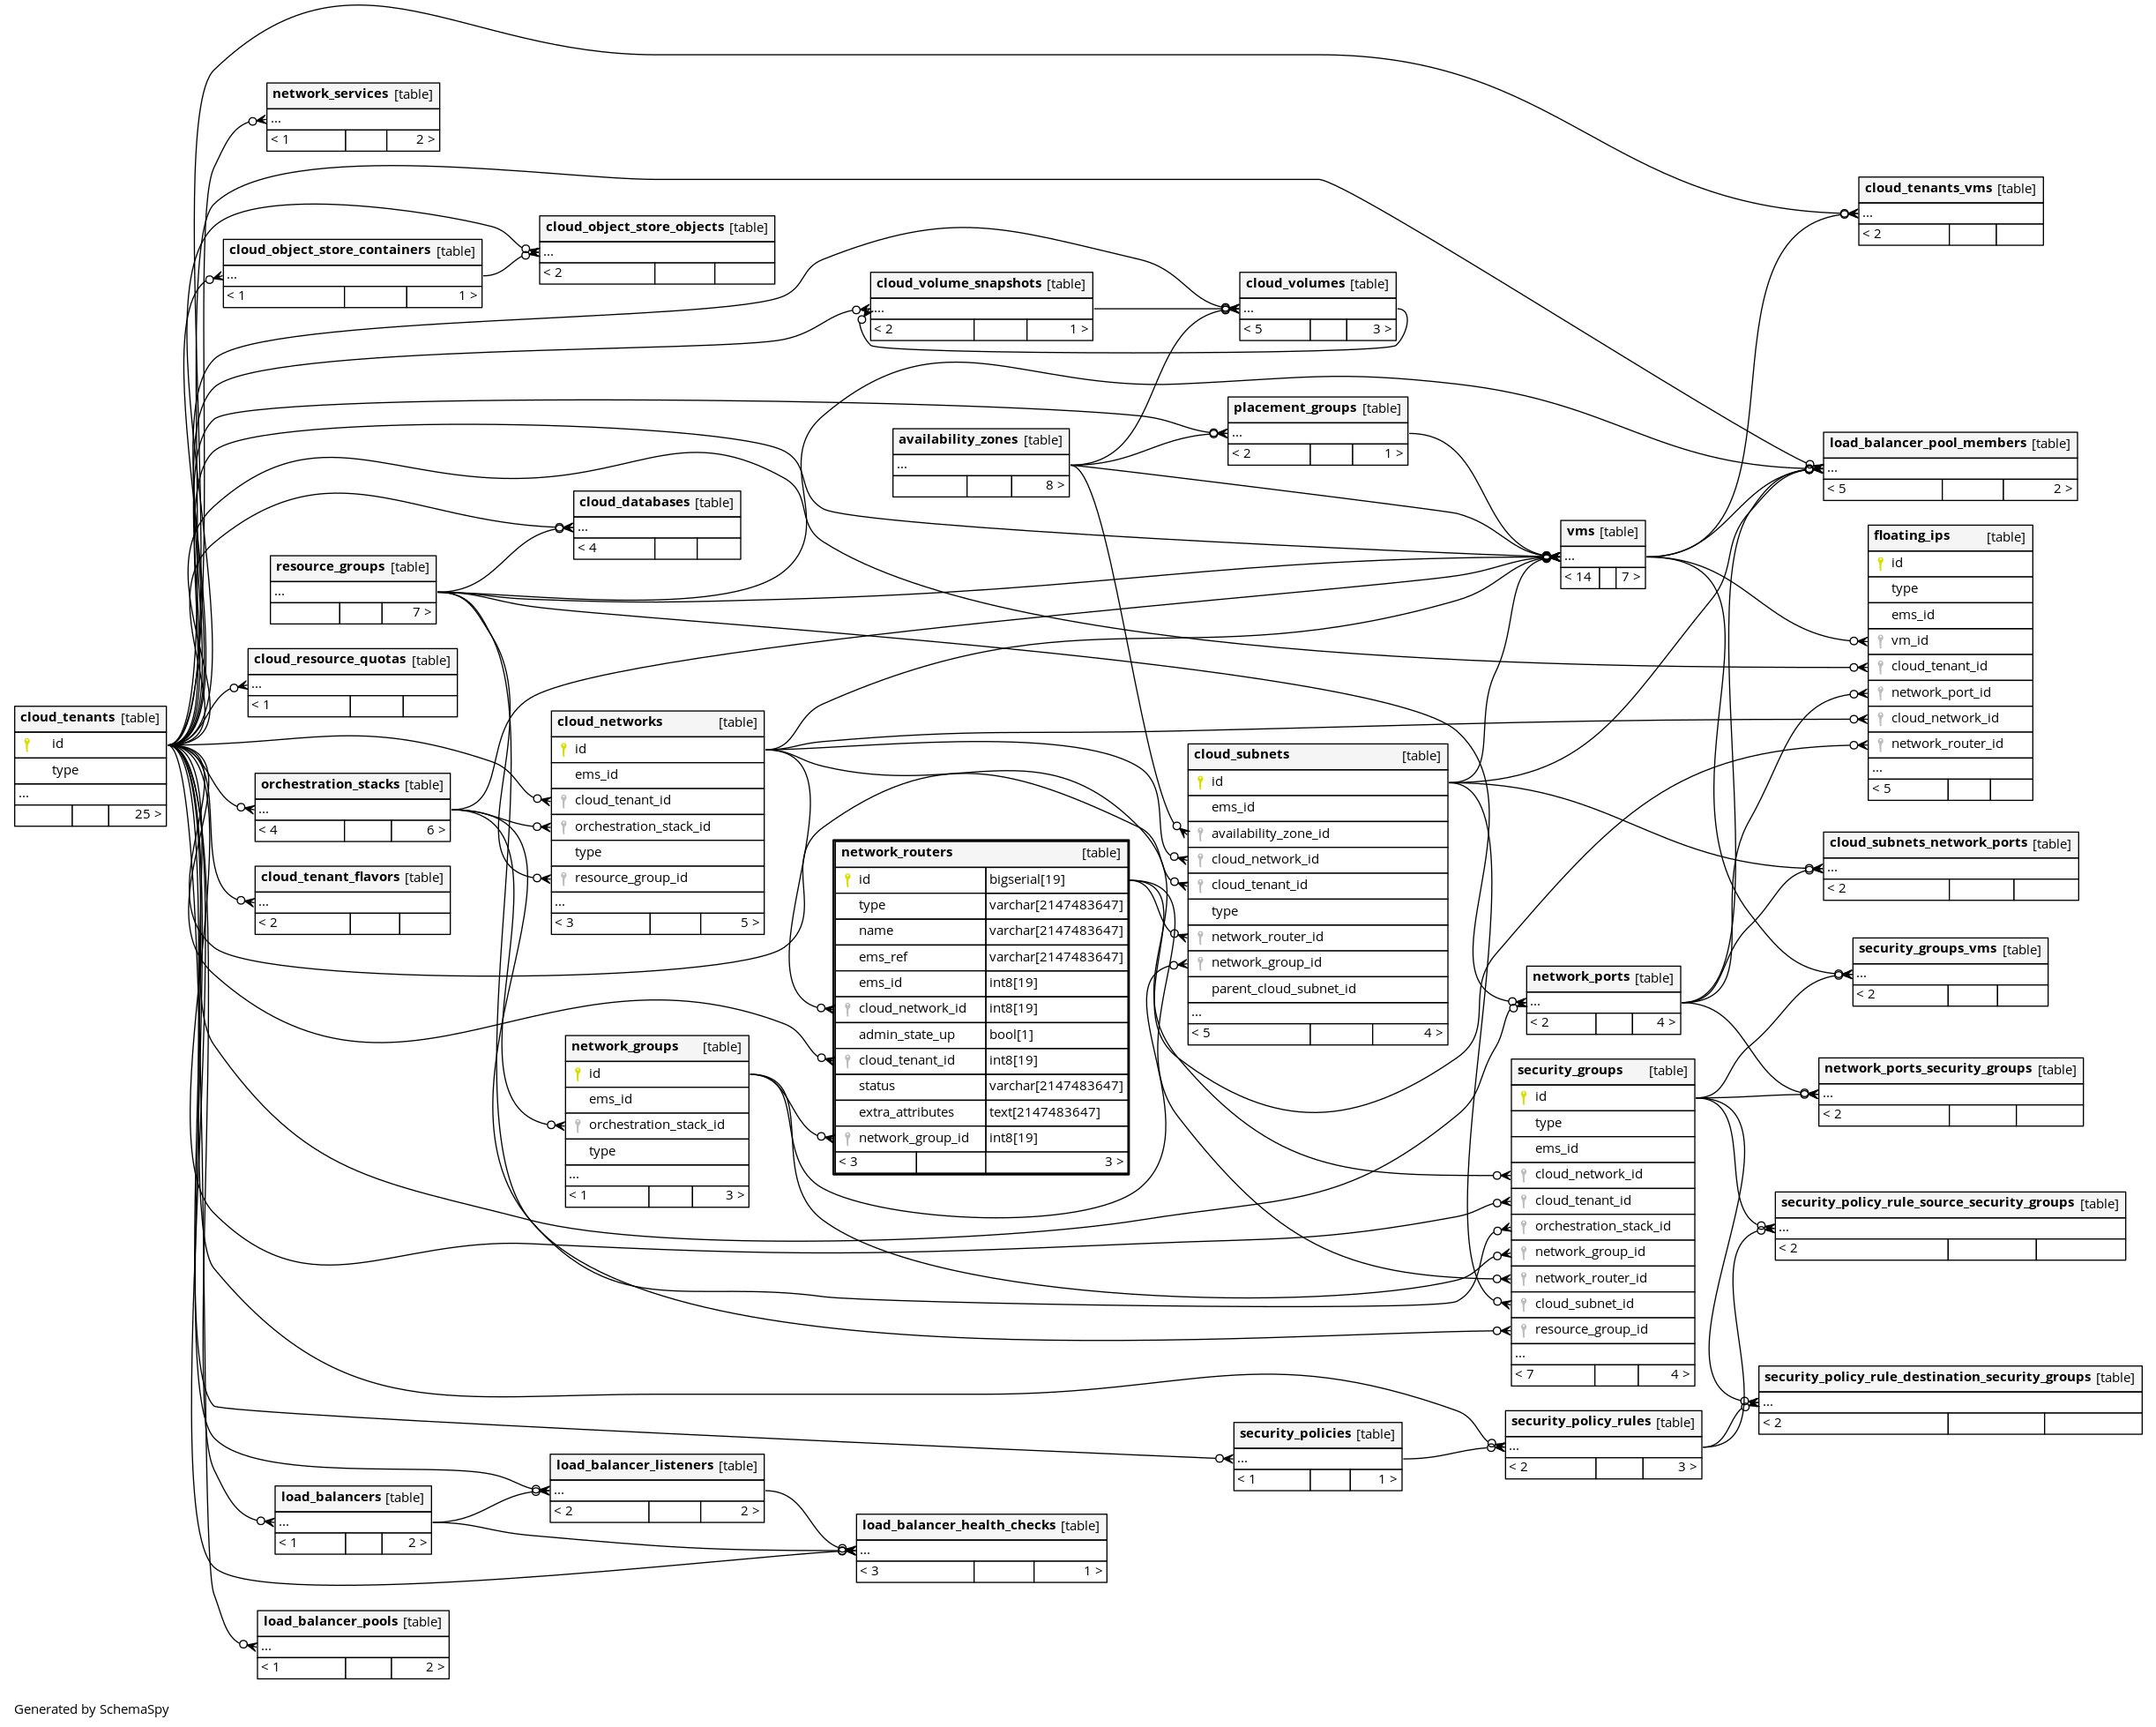 network_services [table]
...
< 1 2 >
cloud_tenants_vms [table]
...
< 2
cloud_object_store_objects [table]
...
< 2
cloud_object_store_containers [table]
...
< 1 1 >
cloud_volume_snapshots [table]
...
< 2 1 >
cloud_volumes [table]
...
< 5 3 >
placement_groups [table]
...
< 2 1 >
availability_zones [table]
...
8 >
load_balancer_pool_members [table]
...
< 5 2 >
cloud_databases [table]
...
< 4
vms [table]
...
< 14 7 >
floating_ips [table]
id
type
ems_id
vm_id
cloud_tenant_id
network_port_id
cloud_network_id
network_router_id
...
< 5
resource_groups [table]
...
7 >
cloud_resource_quotas [table]
...
< 1
cloud_tenants [table]
id
type
...
25 >
orchestration_stacks [table]
...
< 4 6 >
cloud_tenant_flavors [table]
...
< 2
cloud_networks [table]
id
ems_id
cloud_tenant_id
orchestration_stack_id
type
resource_group_id
...
< 3 5 >
network_routers [table]
id bigserial[19]
type varchar[2147483647]
name varchar[2147483647]
ems_ref varchar[2147483647]
ems_id int8[19]
cloud_network_id int8[19]
admin_state_up bool[1]
cloud_tenant_id int8[19]
status varchar[2147483647]
extra_attributes text[2147483647]
network_group_id int8[19]
< 3 3 >
cloud_subnets [table]
id
ems_id
availability_zone_id
cloud_network_id
cloud_tenant_id
type
network_router_id
network_group_id
parent_cloud_subnet_id
...
< 5 4 >
cloud_subnets_network_ports [table]
...
< 2
security_groups_vms [table]
...
< 2
network_ports [table]
...
< 2 4 >
network_groups [table]
id
ems_id
orchestration_stack_id
type
...
< 1 3 >
security_groups [table]
id
type
ems_id
cloud_network_id
cloud_tenant_id
orchestration_stack_id
network_group_id
network_router_id
cloud_subnet_id
resource_group_id
...
< 7 4 >
network_ports_security_groups [table]
...
< 2
security_policy_rule_source_security_groups [table]
...
< 2
security_policy_rule_destination_security_groups [table]
...
< 2
security_policy_rules [table]
...
< 2 3 >
security_policies [table]
...
< 1 1 >
load_balancer_listeners [table]
...
< 2 2 >
load_balancers [table]
...
< 1 2 >
load_balancer_health_checks [table]
...
< 3 1 >
load_balancer_pools [table]
...
< 1 2 >
Generated by SchemaSpy